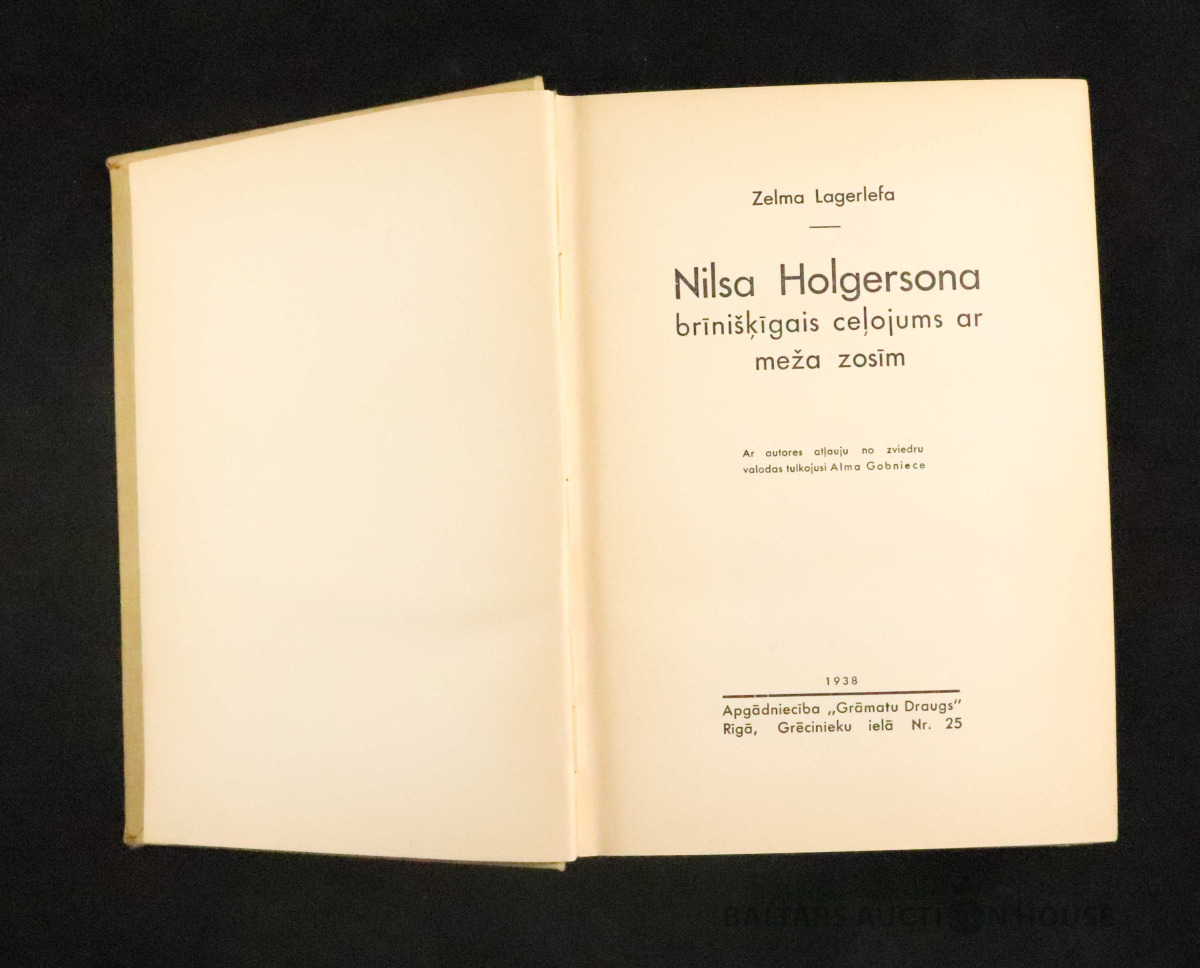 Zelma Lagerlefa
Nilsa Holgersona
brīnišķīgais ceļojums ar
meža zosīm
Ar autores atļauju no zviedru
valodas tulkojusi Alma Gobniece
1938
Apgādniecība „Grāmatu Draugs"
Rīgā, Grēcinieku ielā Nr. 25
BALTARS AUCTION HOUSE